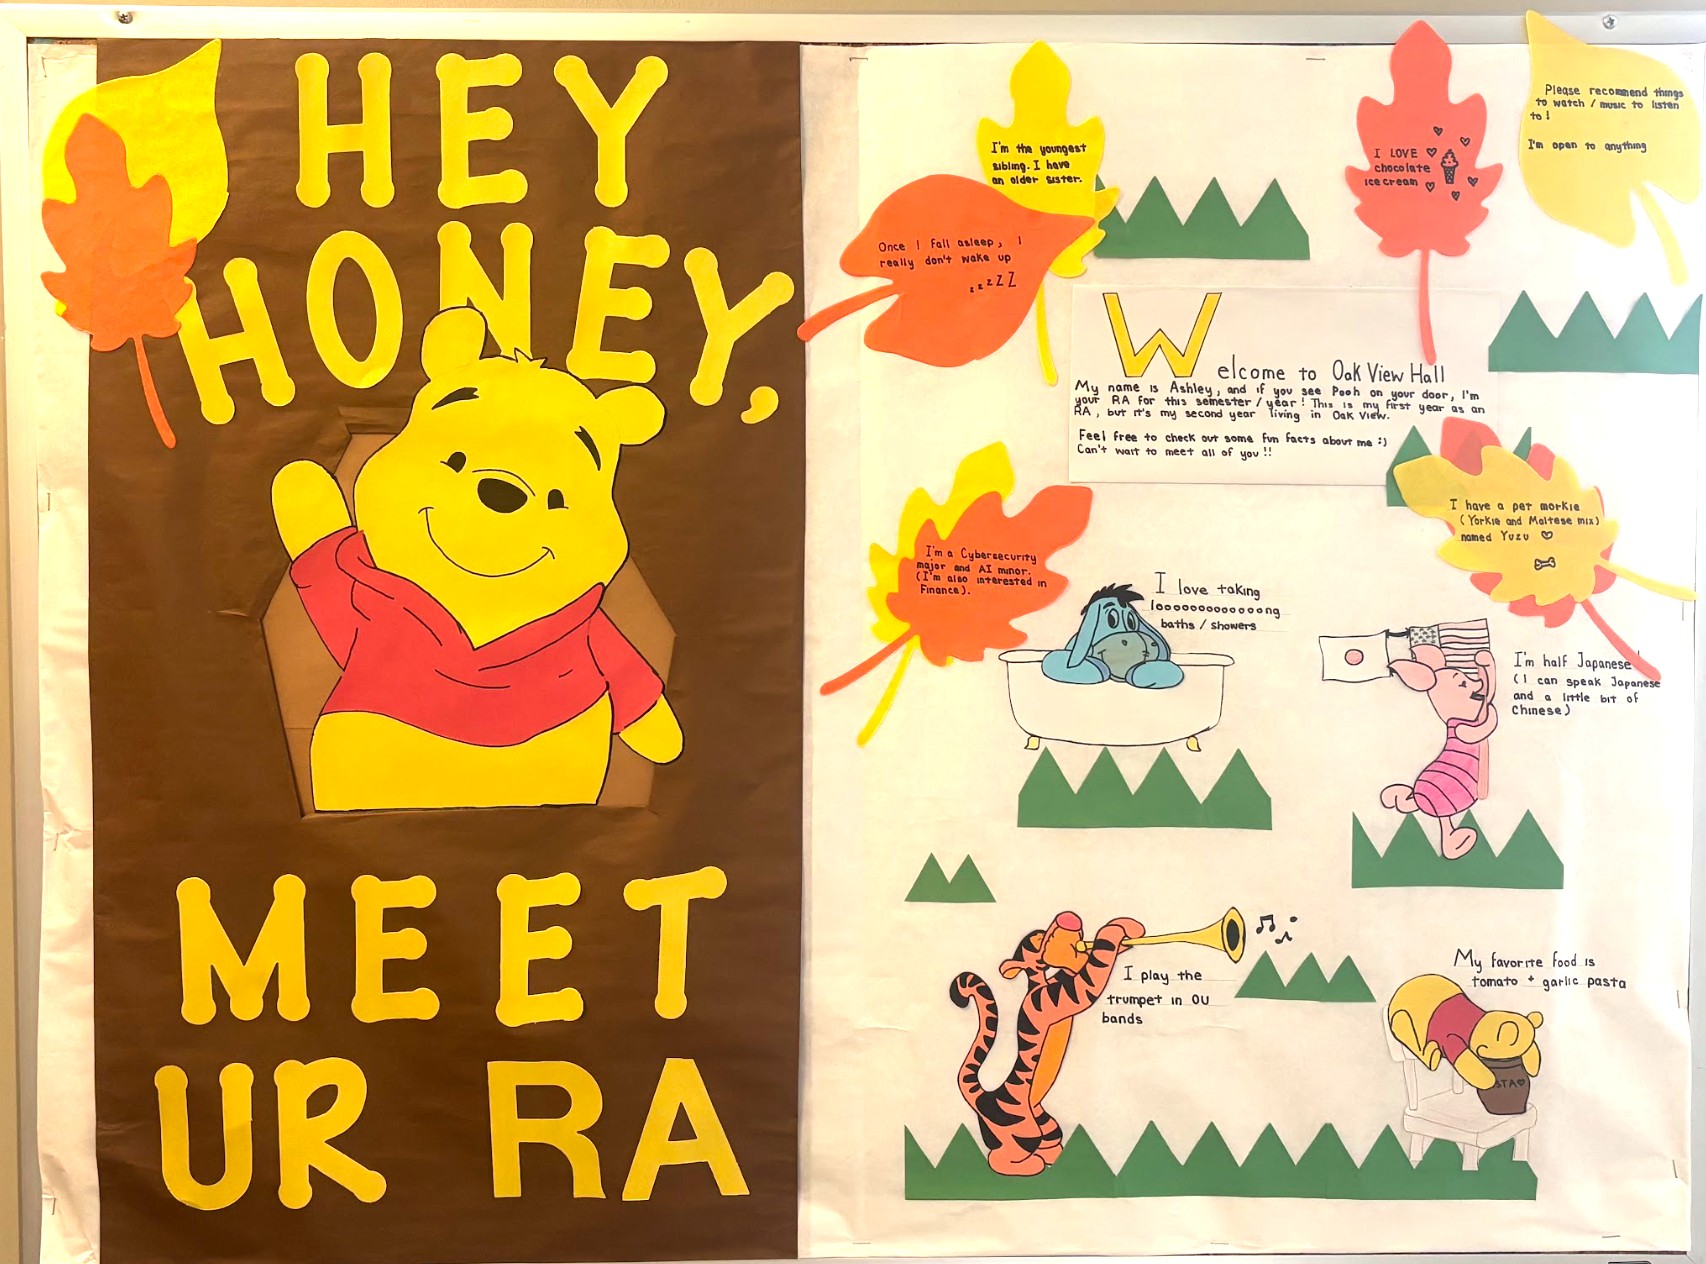 HEY
HONEY,
MEET
UR RA
I'm the youngest
sibling. I have
an older sister.
Once I fall asleep, I
really don't wake up
z z z Z Z
I LOVE
chocolate
ice cream
Please recommend things
to watch / music to listen
to!
I'm open to anything
Welcome to Oak View Hall
My name is Ashley, and if you see Pooh on your door, I'm
your RA for this semester / year! This is my first year as an
RA, but it's my second year living in Oak View.
Feel free to check out some fun facts about me :)
Can't wait to meet all of you!!
I'm a Cybersecurity
major and AI minor.
(I'm also interested in
Finance).
I love taking
looooooooooooong
baths / showers
I have a pet morkie
(Yorkie and Maltese mix)
named Yuzu
I'm half Japanese!
(I can speak Japanese
and a little bit of
Chinese)
I play the
trumpet in OU
bands
My favorite food is
tomato + garlic pasta
STA